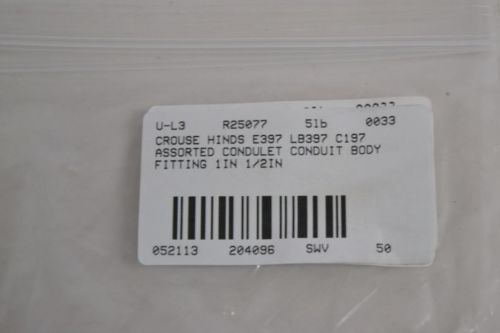 U-L3 R25077 51b 0033
CROUSE HINDS E397 LB397 C197
ASSORTED CONDULET CONDUIT BODY
FITTING 1IN 1/2IN
052113 204096 SWV 50